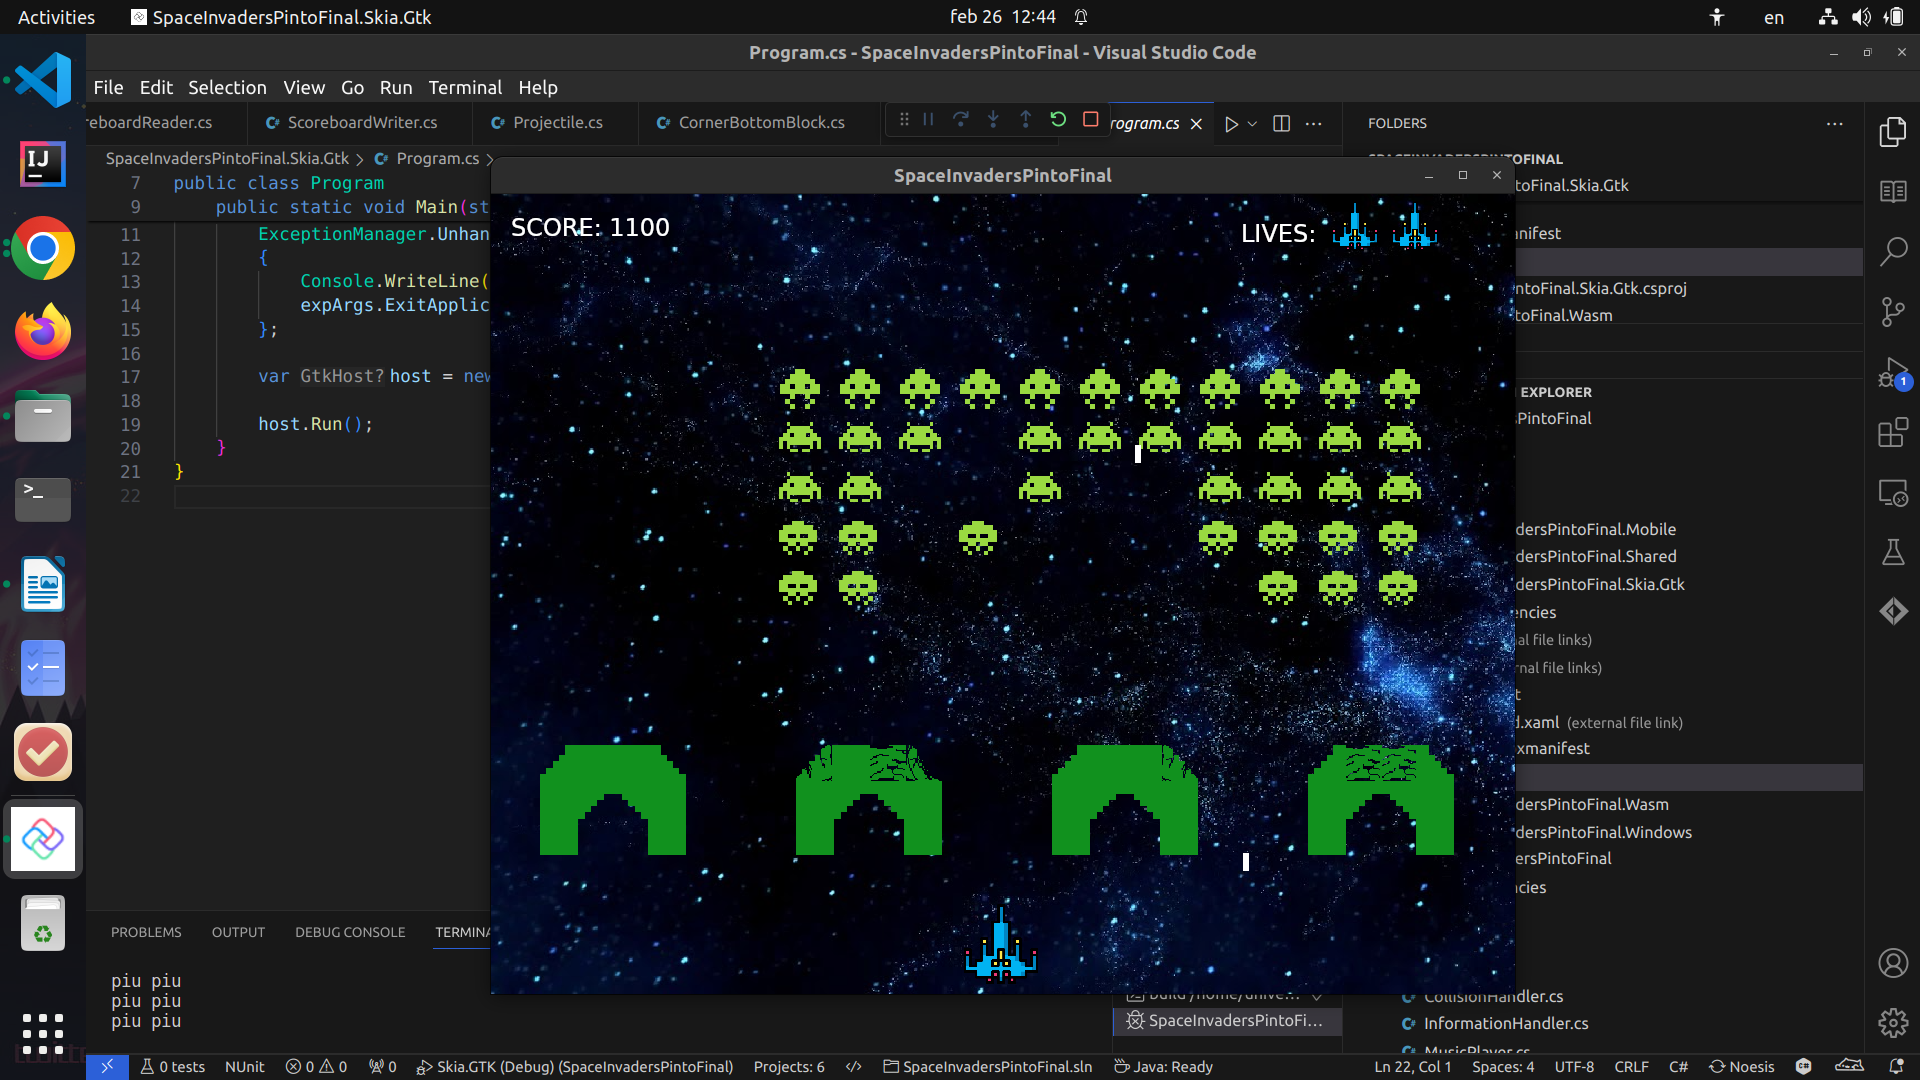 Activities
SpaceInvadersPintoFinal.Skia.Gtk
feb 26 12:44
en
Program.cs - SpaceInvadersPintoFinal - Visual Studio Code
File Edit Selection View Go Run Terminal Help
reboardReader.cs
C# ScoreboardWriter.cs
C# Projectile.cs
C# CornerBottomBlock.cs
rogram.cs
FOLDERS
SpaceInvadersPintoFinal.Skia.Gtk > C# Program.cs >
7 public class Program
9 public static void Main(st
11 ExceptionManager.Unhan
12 {
13 Console.WriteLine(
14 expArgs.ExitApplic
15 };
16
17 var GtkHost? host = new
18
19 host.Run();
20 }
21 }
22
SpaceInvadersPintoFinal
SCORE: 1100
LIVES:
SPACEINVADERSPINTOFINAL
toFinal.Skia.Gtk
nifest
ntoFinal.Skia.Gtk.csproj
toFinal.Wasm
1
EXPLORER
sPintoFinal
dersPintoFinal.Mobile
dersPintoFinal.Shared
dersPintoFinal.Skia.Gtk
encies
al file links)
rnal file links)
t
d.xaml (external file link)
xmanifest
dersPintoFinal.Wasm
dersPintoFinal.Windows
ersPintoFinal
ncies
C# CollisionHandler.cs
C# InformationHandler.cs
C# MusicPlayer.cs
PROBLEMS OUTPUT DEBUG CONSOLE TERMINA
piu piu
piu piu
piu piu
Build /home/unive...
SpaceInvadersPintoFi...
IJ
0 tests
NUnit
0 0
0
Skia.GTK (Debug) (SpaceInvadersPintoFinal)
Projects: 6
SpaceInvadersPintoFinal.sln
Java: Ready
Ln 22, Col 1
Spaces: 4
UTF-8
CRLF
C#
Noesis